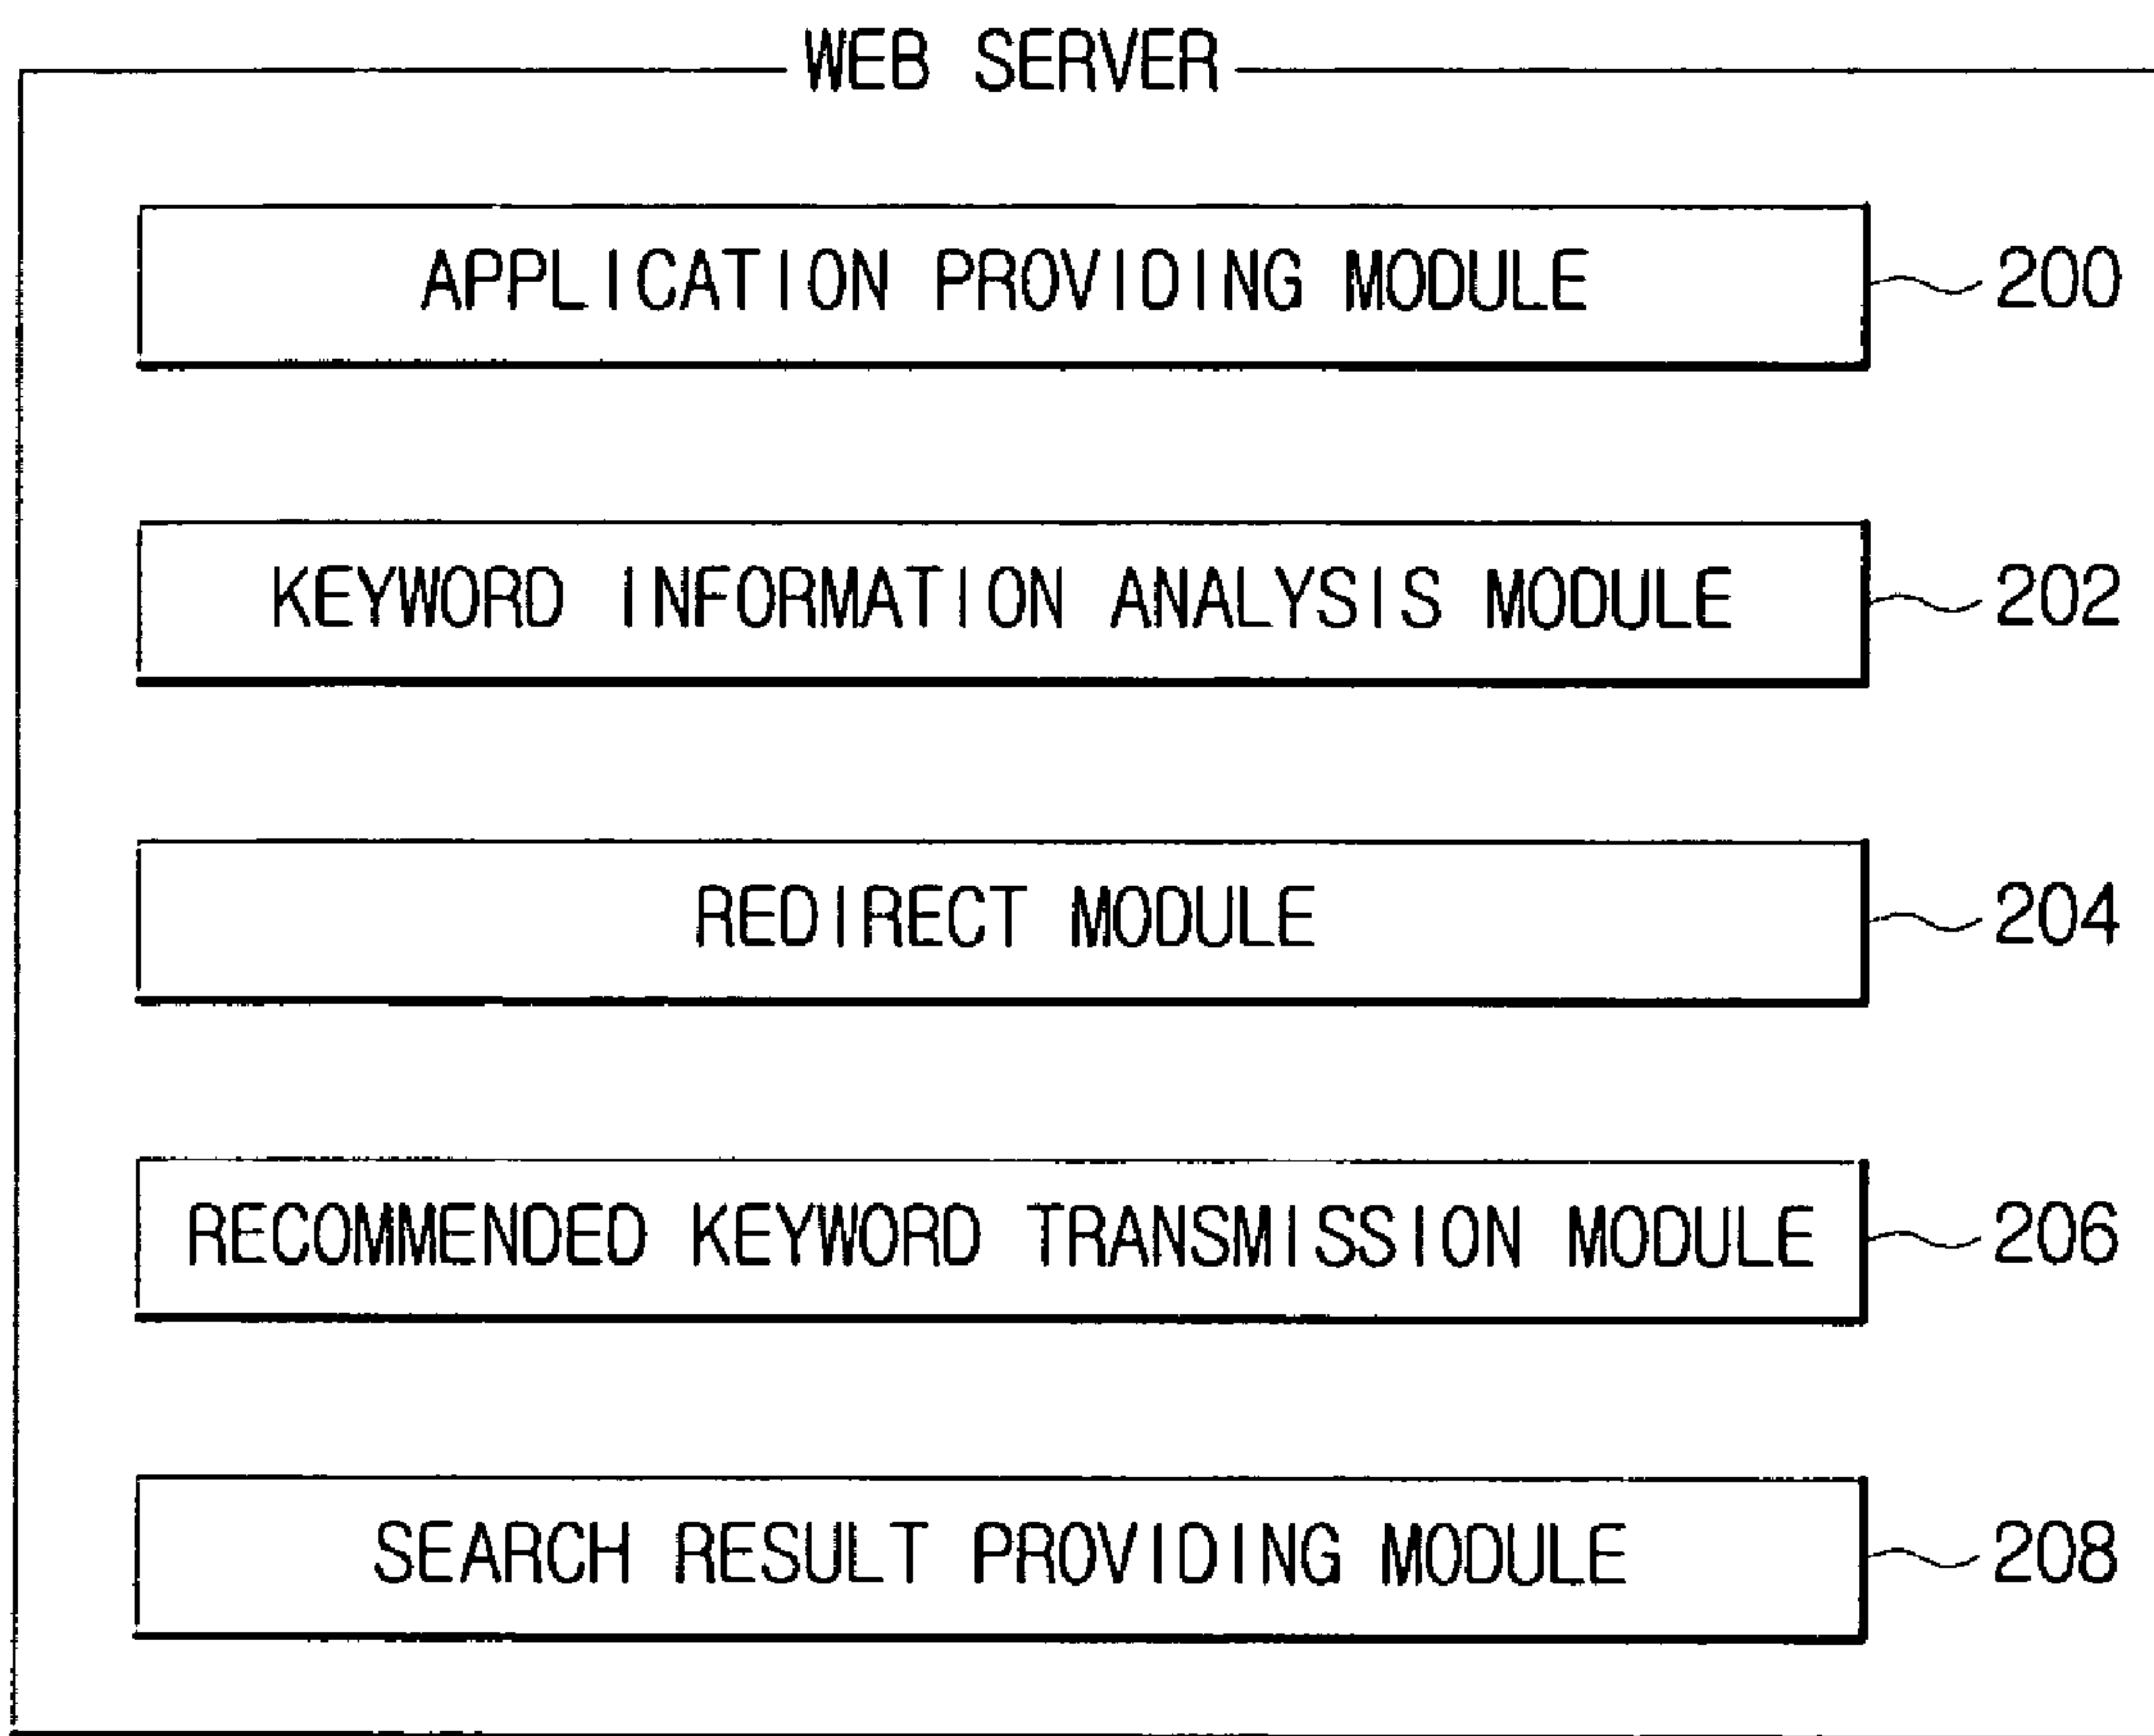 WEB SERVER
APPLICATION PROVIDING MODULE 200
KEYWORD INFORMATION ANALYSIS MODULE 202
REDIRECT MODULE 204
RECOMMENDED KEYWORD TRANSMISSION MODULE 206
SEARCH RESULT PROVIDING MODULE 208